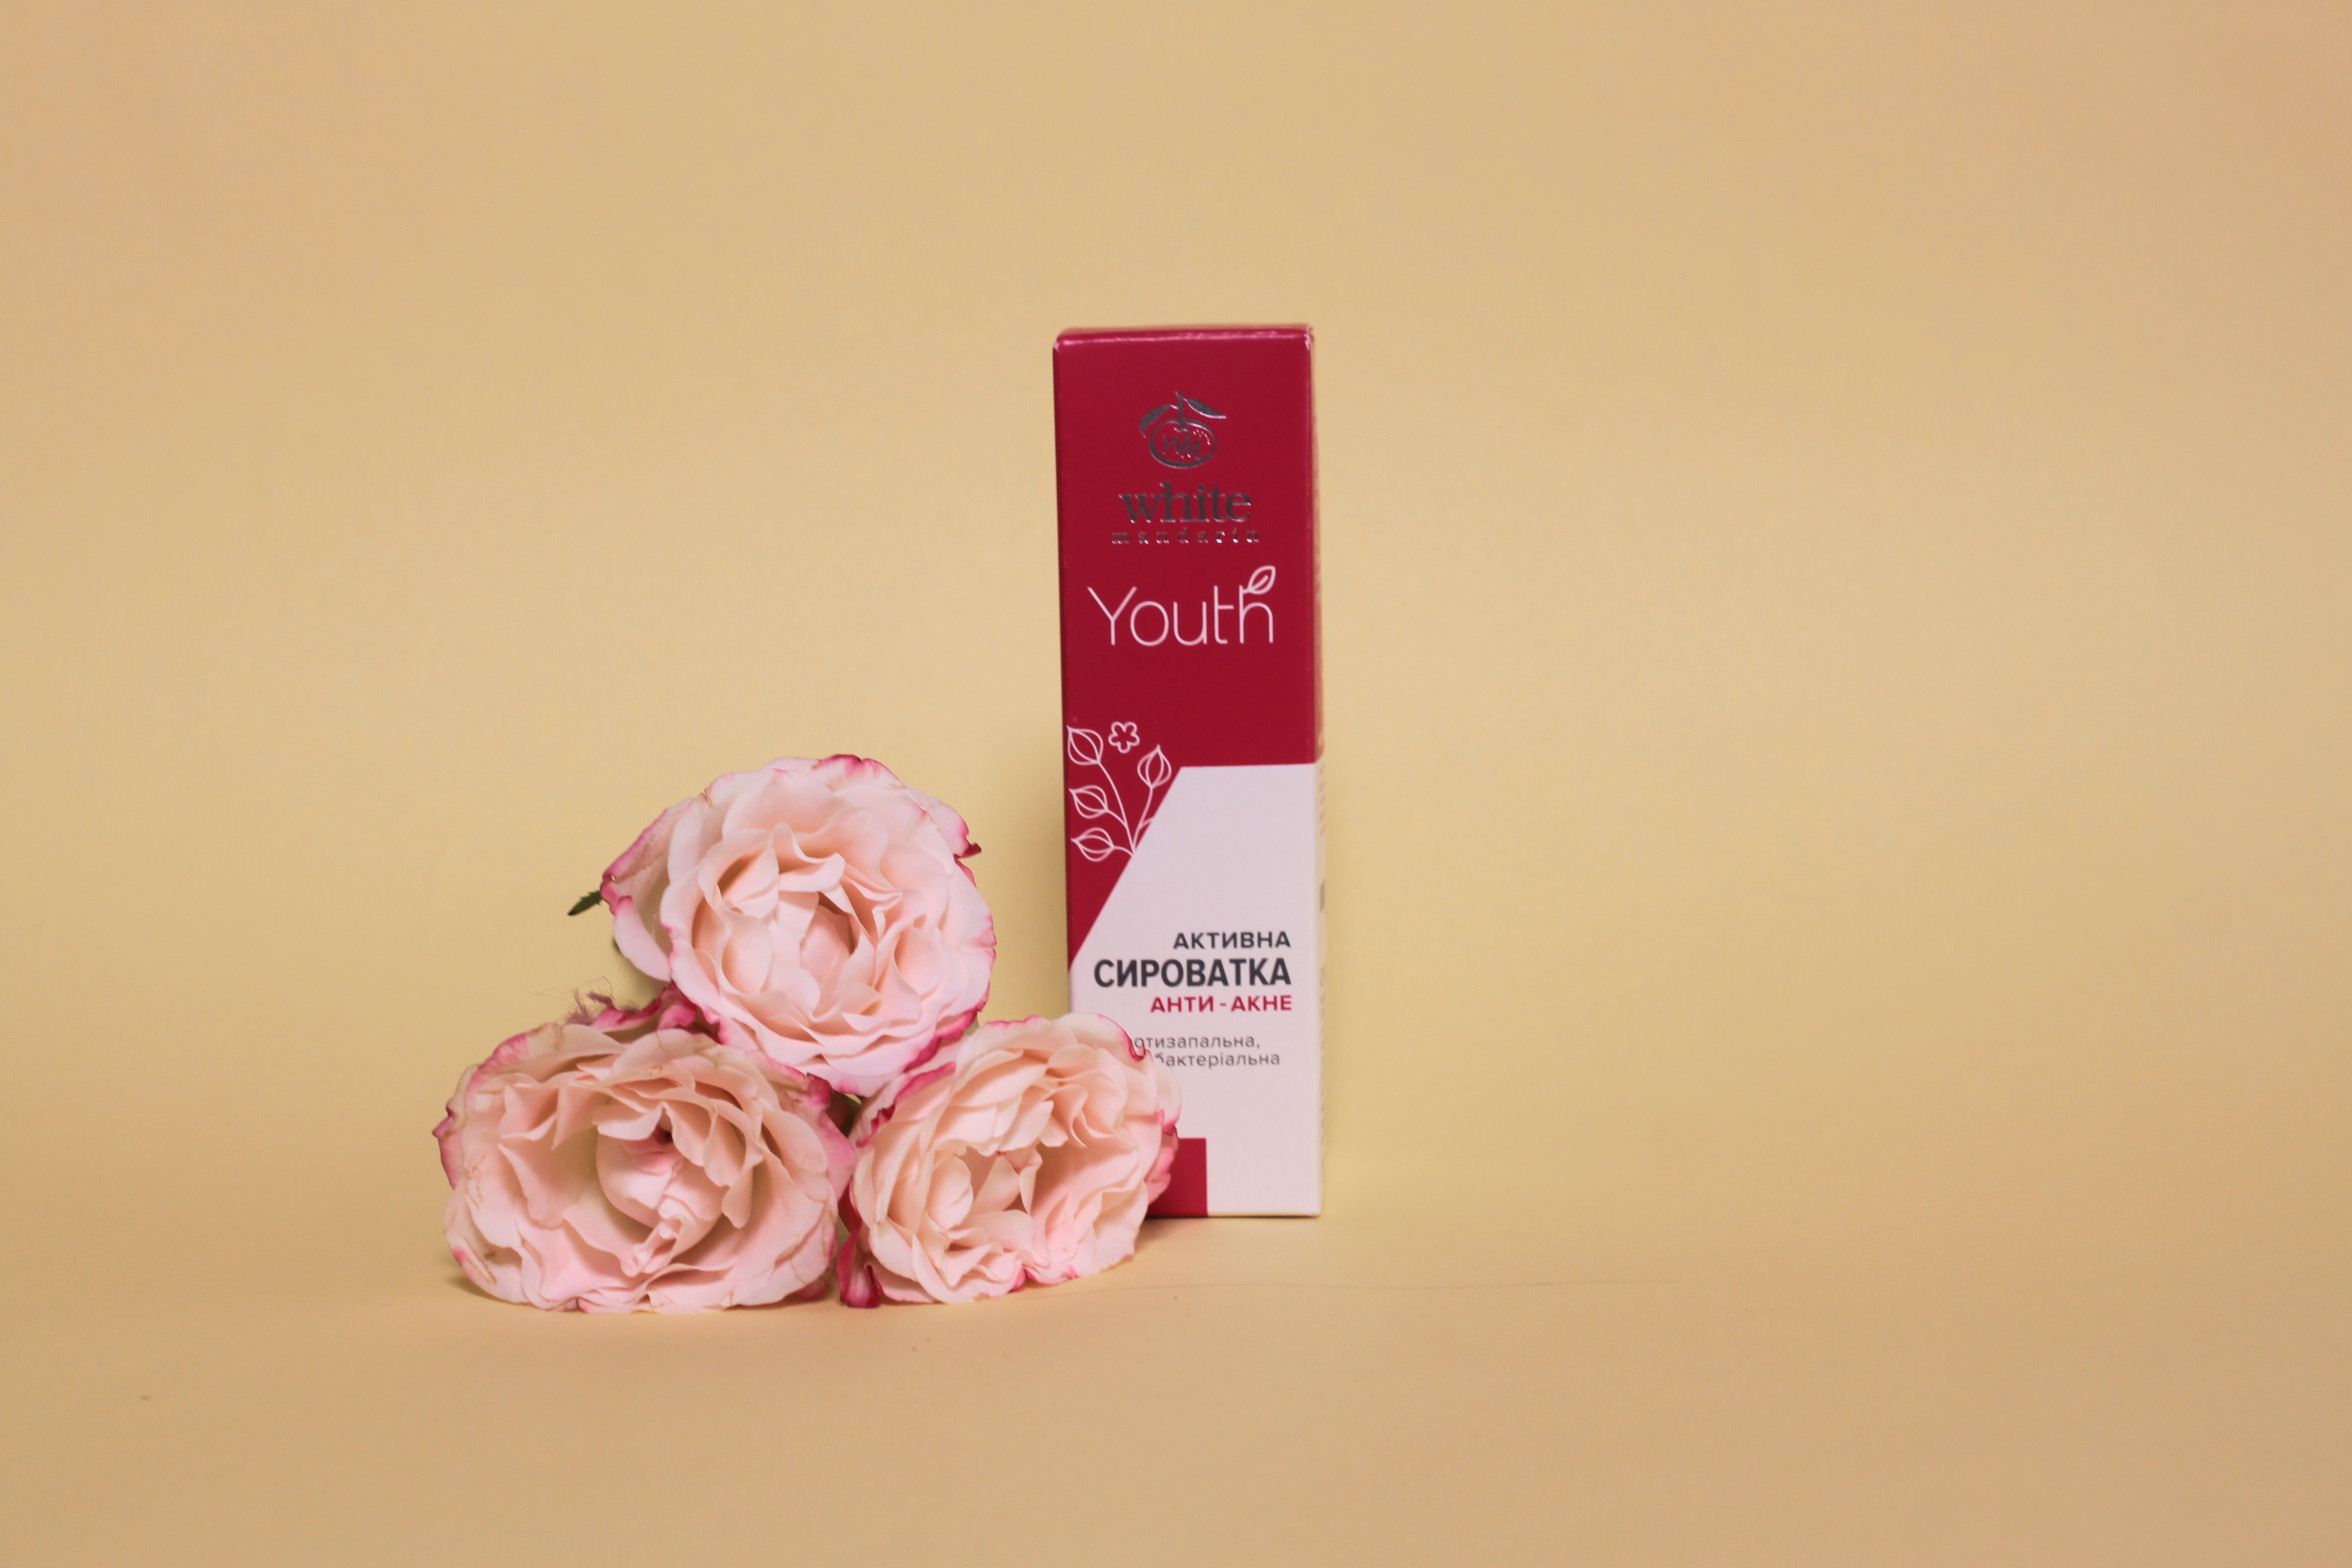 white
mandarin
Youth
АКТИВНА
СИРОВАТКА
АНТИ - АКНЕ